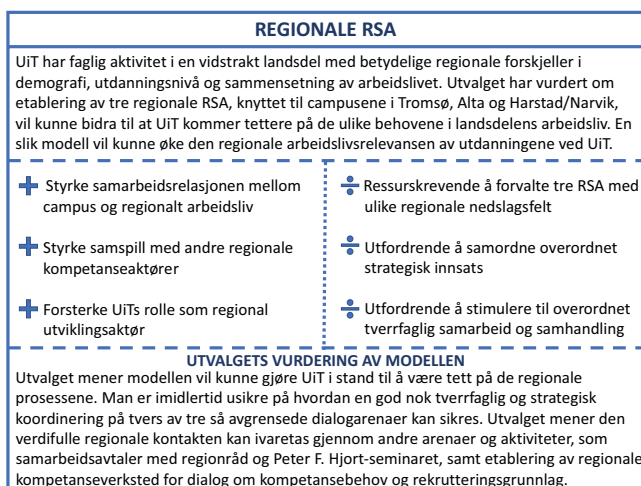 REGIONALE RSA
UiT har faglig aktivitet i en vidstrakt landsdel med betydelige regionale forskjeller i
demografi, utdanningsnivå og sammensetning av arbeidslivet. Utvalget har vurdert om
etablering av tre regionale RSA, knyttet til campusene i Tromsø, Alta og Harstad/Narvik,
vil kunne bidra til at UiT kommer tettere på de ulike behovene i landsdelens arbeidsliv. En
slik modell vil kunne øke den regionale arbeidslivsrelevansen av utdanningene ved UiT.
Styrke samarbeidsrelasjonen mellom
campus og regionalt arbeidsliv
Styrke samspill med andre regionale
kompetanseaktører
Forsterke UiTs rolle som regional
utviklingsaktør
Ressurskrevende å forvalte tre RSA med
ulike regionale nedslagsfelt
Utfordrende å samordne overordnet
strategisk innsats
Utfordrende å stimulere til overordnet
tverrfaglig samarbeid og samhandling
UTVALGETS VURDERING AV MODELLEN
Utvalget mener modellen vil kunne gjøre UiT i stand til å være tett på de regionale
prosessene. Man er imidlertid usikre på hvordan en god nok tverrfaglig og strategisk
koordinering på tvers av tre så avgrensede dialogarenaer kan sikres. Utvalget mener den
verdifulle regionale kontakten kan ivaretas gjennom andre arenaer og aktiviteter, som
samarbeidsavtaler med regionråd og Peter F. Hjort-seminaret, samt etablering av regionale
kompetanseverksted for dialog om kompetansebehov og rekrutteringsgrunnlag.